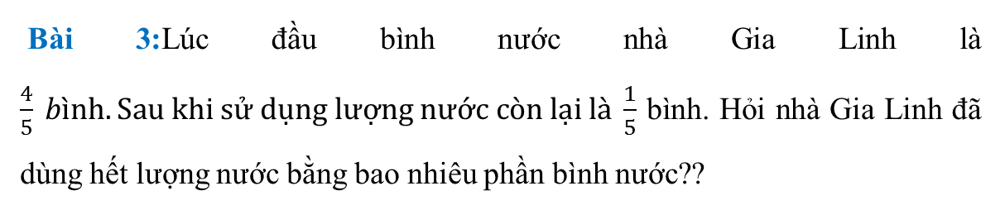 Bài 3:Lúc đầu bình nước nhà Gia Linh là
4/5 bình. Sau khi sử dụng lượng nước còn lại là 1/5 bình. Hỏi nhà Gia Linh đã
dùng hết lượng nước bằng bao nhiêu phần bình nước??